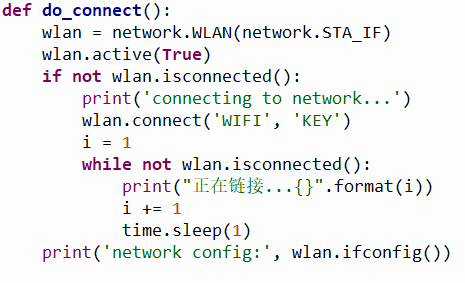 def do_connect():
    wlan = network.WLAN(network.STA_IF)
    wlan.active(True)
    if not wlan.isconnected():
        print('connecting to network...')
        wlan.connect('WIFI', 'KEY')
        i = 1
        while not wlan.isconnected():
            print("正在链接...{}".format(i))
            i += 1
            time.sleep(1)
    print('network config:', wlan.ifconfig())